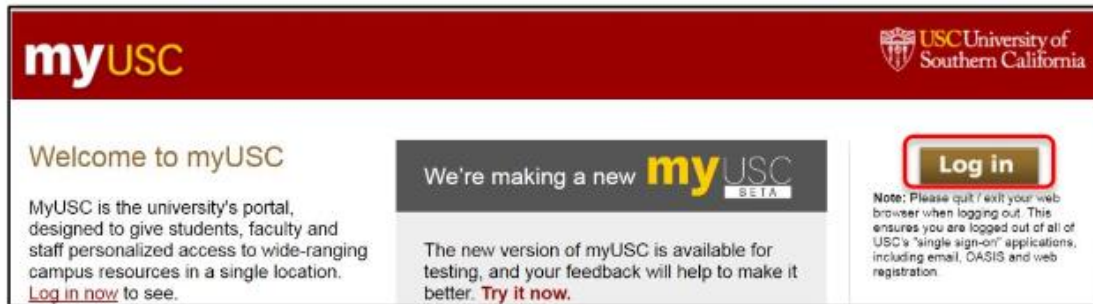 myUSC
USC University of
Southern California
Welcome to myUSC
MyUSC is the university's portal,
designed to give students, faculty and
staff personalized access to wide-ranging
campus resources in a single location.
Log in now to see.
We're making a new myUSC
BETA
The new version of myUSC is available for
testing, and your feedback will help to make it
better. Try it now.
Log in
Note: Please quit / exit your web
browser when logging out. This
ensures you are logged out of all of
USC's "single sign-on" applications,
including email, OASIS and web
registration.